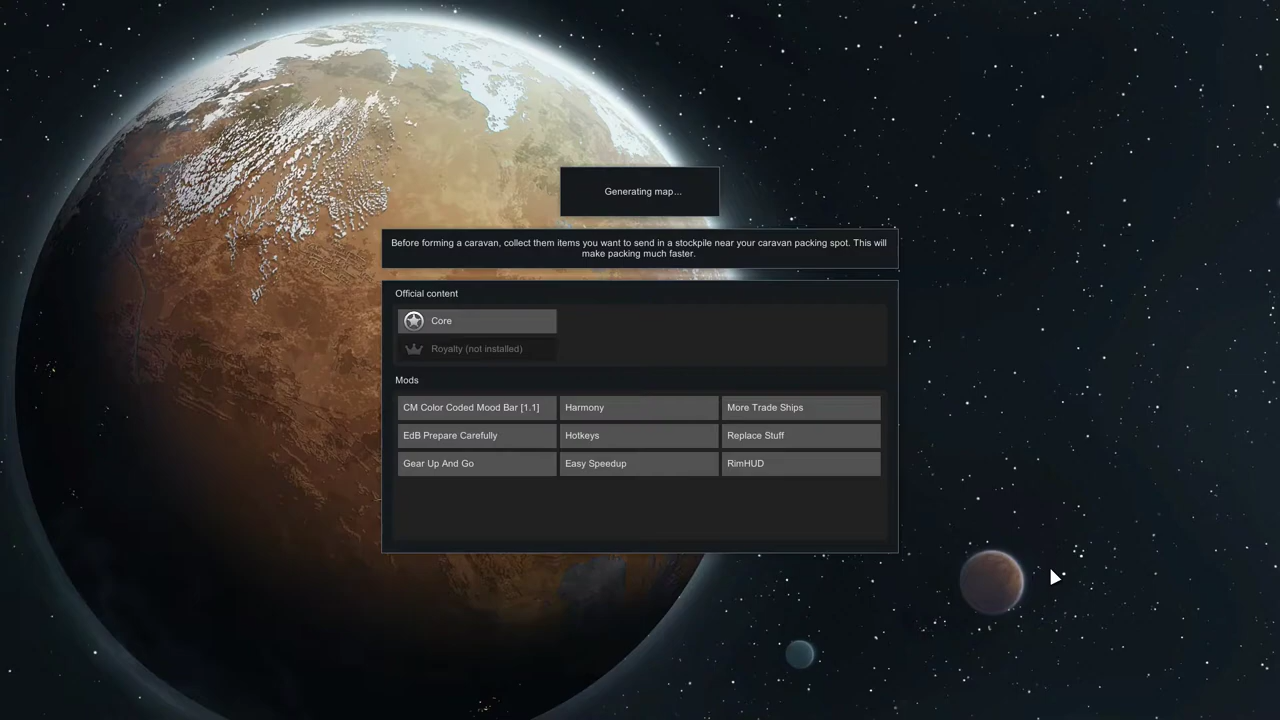 Generating map...
Before forming a caravan, collect them items you want to send in a stockpile near your caravan packing spot. This will
make packing much faster.
Official content
Core
Royalty (not installed)
Mods
CM Color Coded Mood Bar [1.1] Harmony More Trade Ships
EdB Prepare Carefully Hotkeys Replace Stuff
Gear Up And Go Easy Speedup RimHUD